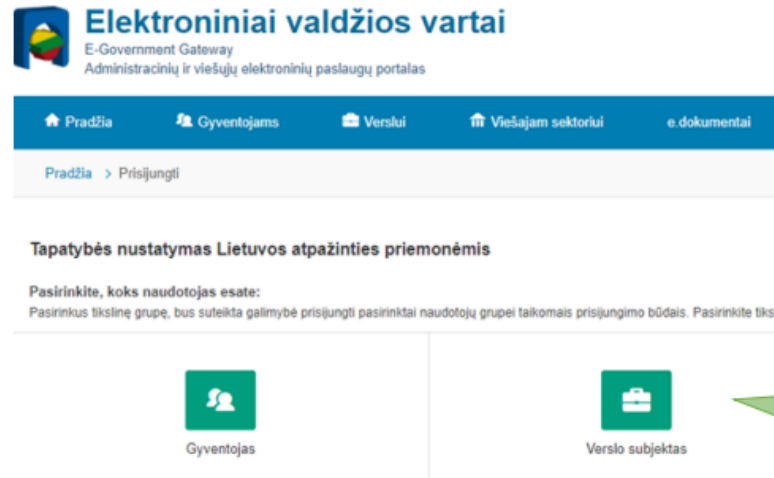 Elektroniniai valdžios vartai
E-Government Gateway
Administracinių ir viešųjų elektroninių paslaugų portalas
Pradžia Gyventojams Verslui Viešajam sektoriui e.dokumentai
Pradžia > Prisijungti
Tapatybės nustatymas Lietuvos atpažinties priemonėmis
Pasirinkite, koks naudotojas esate:
Pasirinkus tikslinę grupę, bus suteikta galimybė prisijungti pasirinktai naudotojų grupei taikomais prisijungimo būdais. Pasirinkite tiks
Gyventojas Verslo subjektas